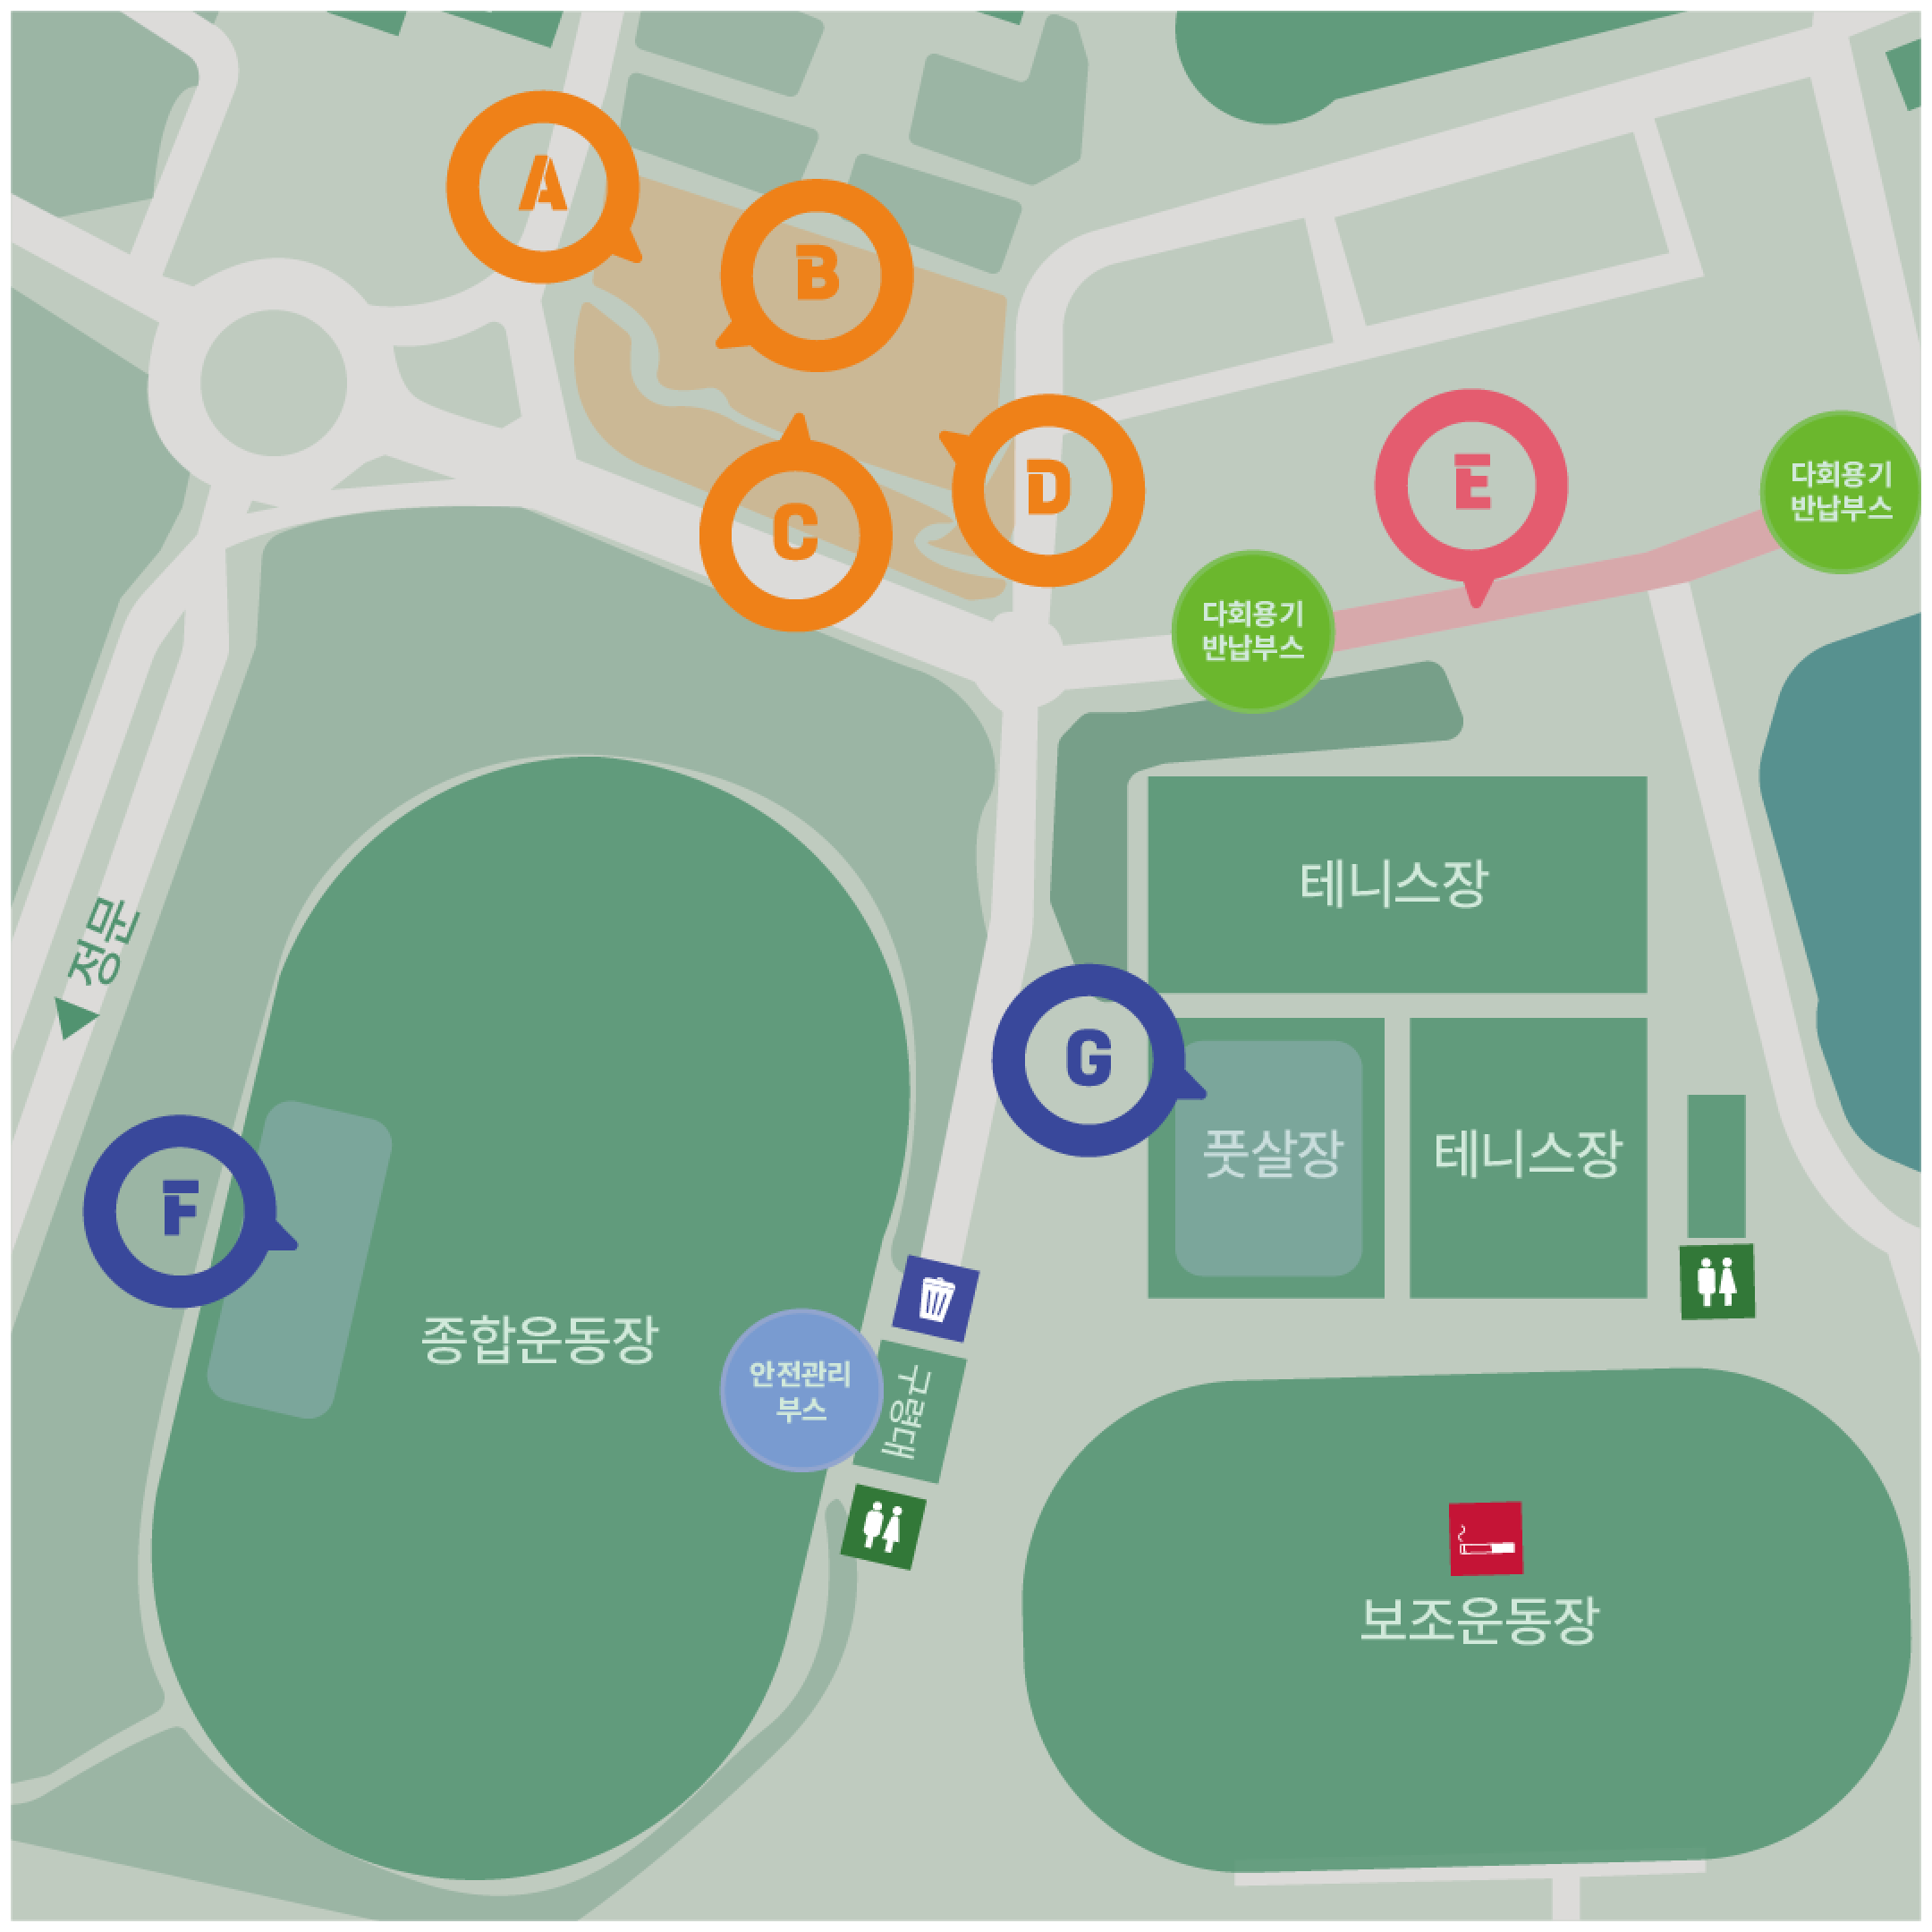 A
B
C
D
E
다회용기
반납부스
다회용기
반납부스
테니스장
정문
G
풋살장
테니스장
F
종합운동장
안전관리
부스
구령대
보조운동장